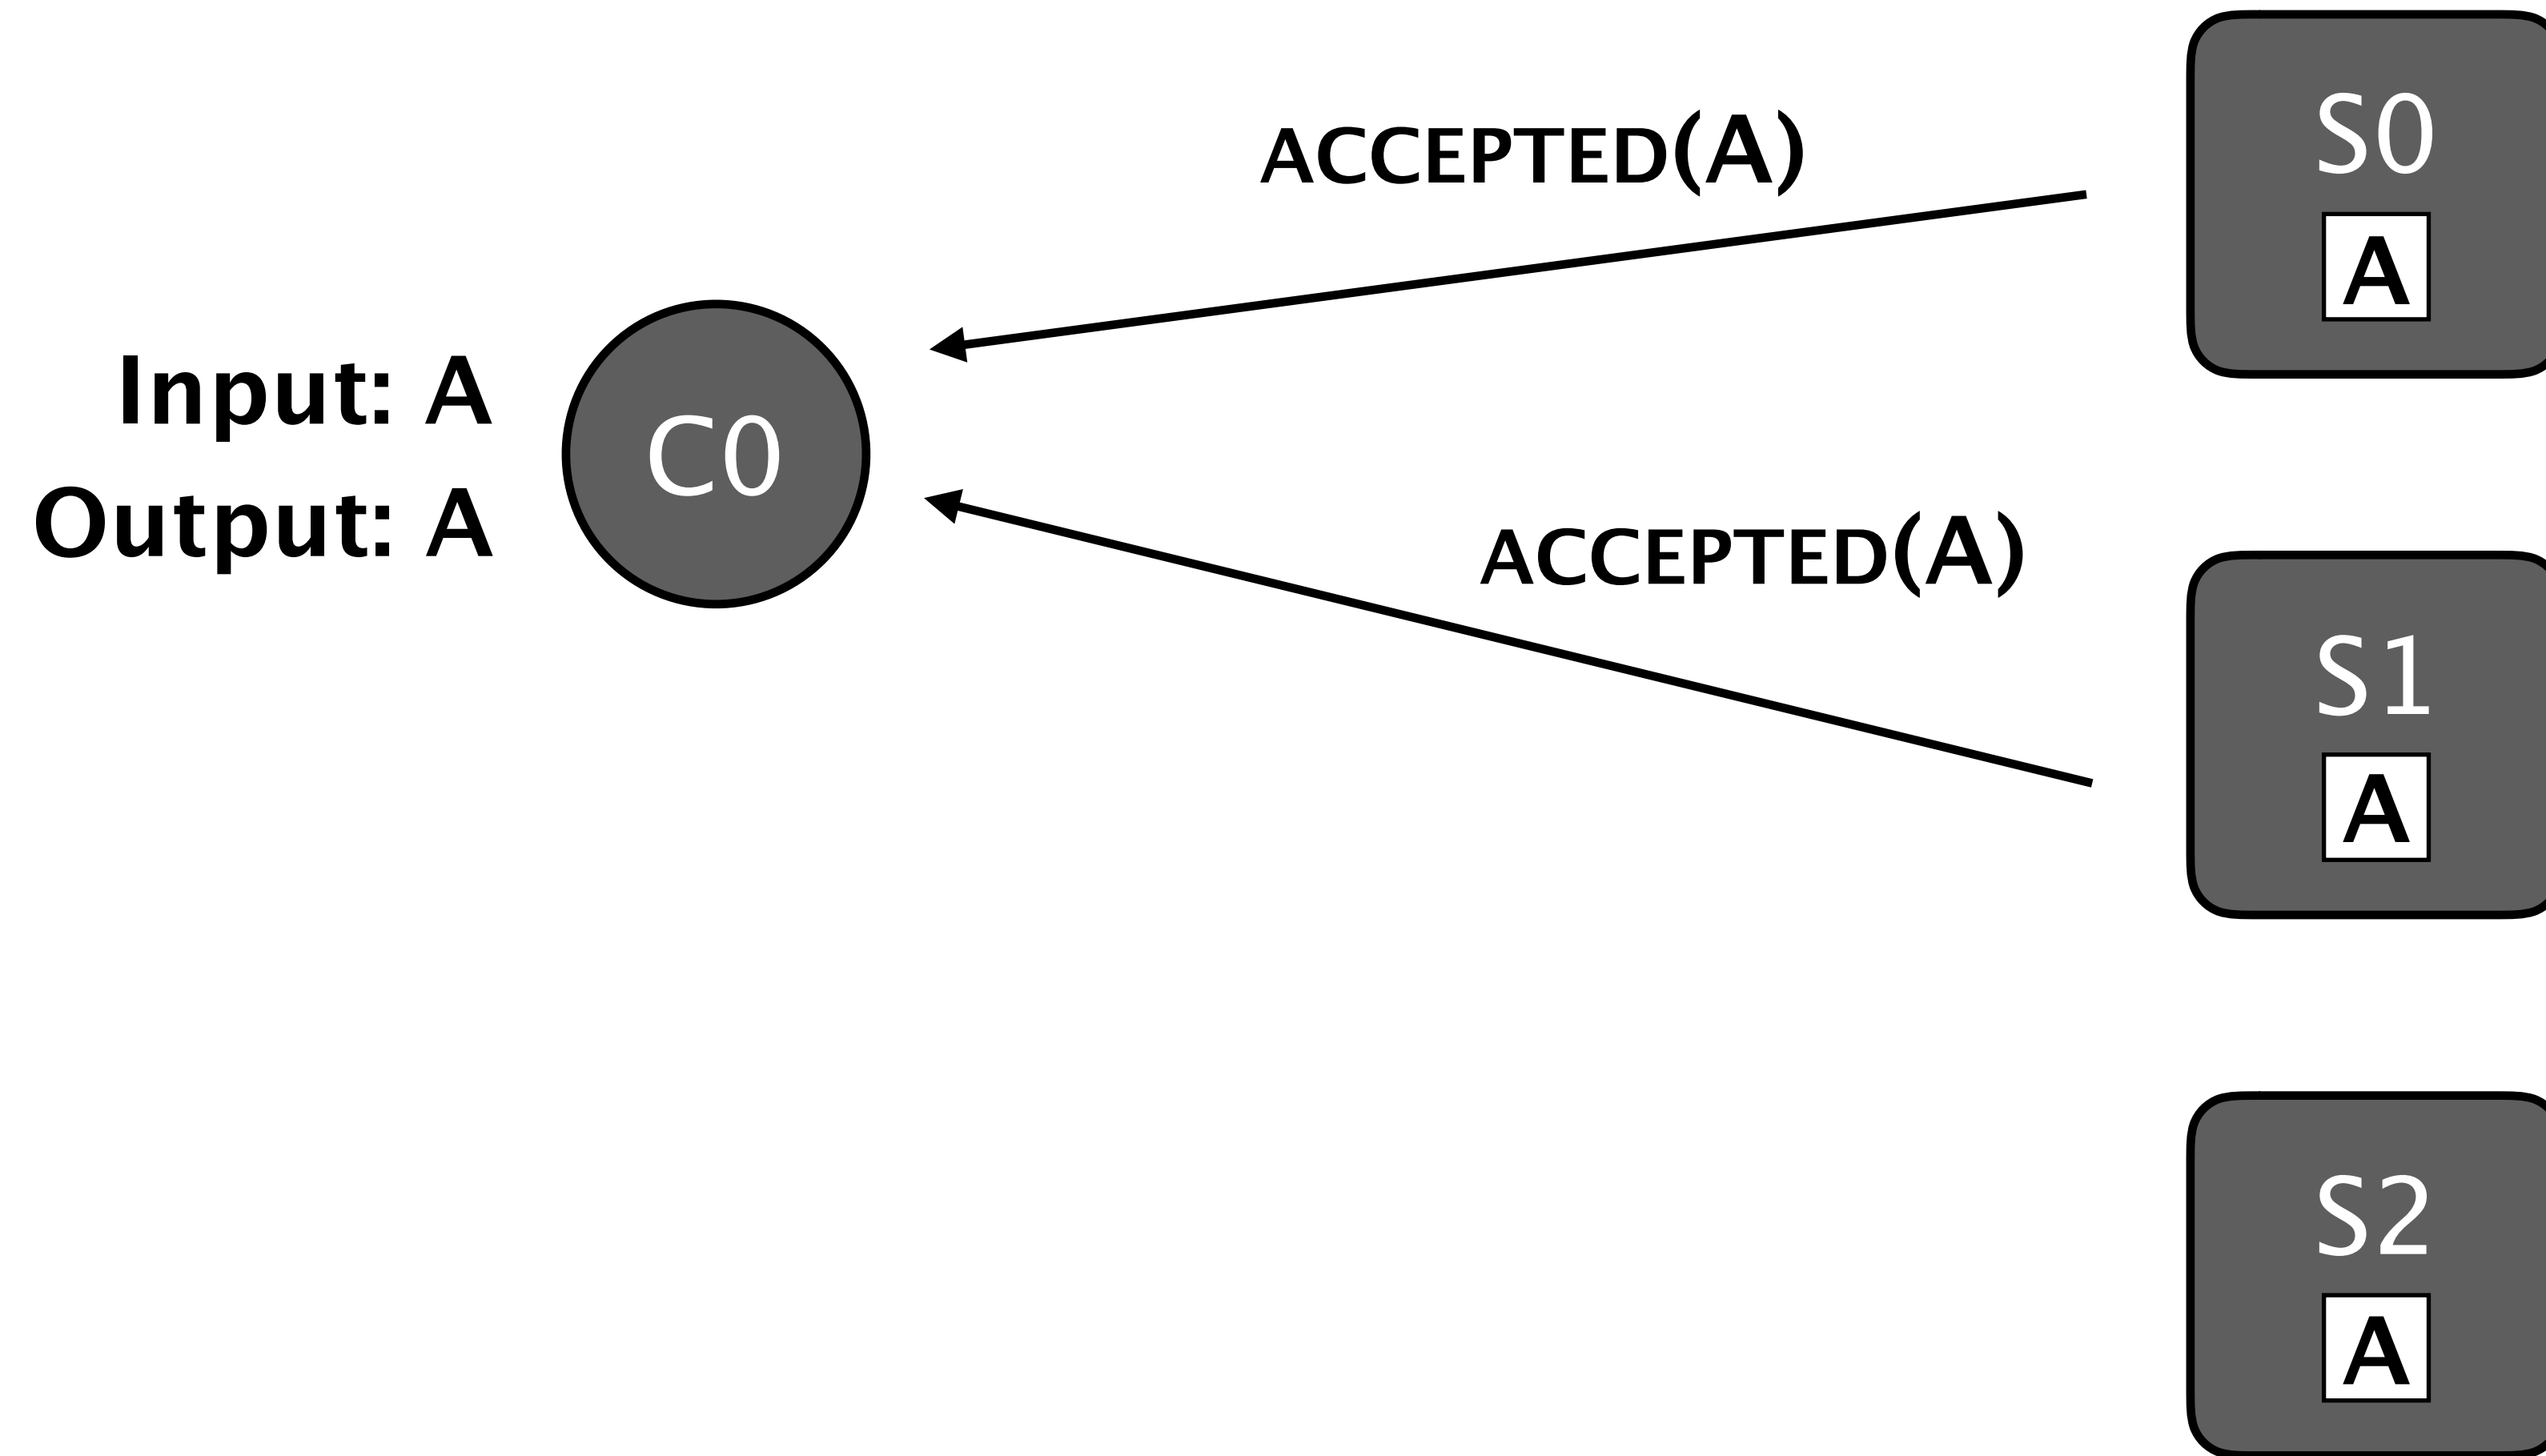 ACCEPTED(A)
S0
A
Input: A
C0
Output: A
ACCEPTED(A)
S1
A
S2
A